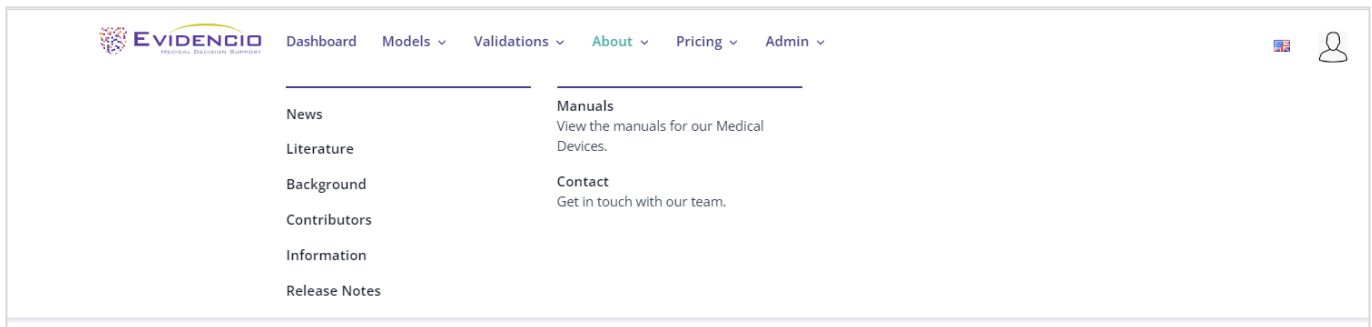 EVIDENCIO
MEDICAL DECISION SUPPORT
Dashboard Models Validations About Pricing Admin
News
Literature
Background
Contributors
Information
Release Notes
Manuals
View the manuals for our Medical
Devices.
Contact
Get in touch with our team.